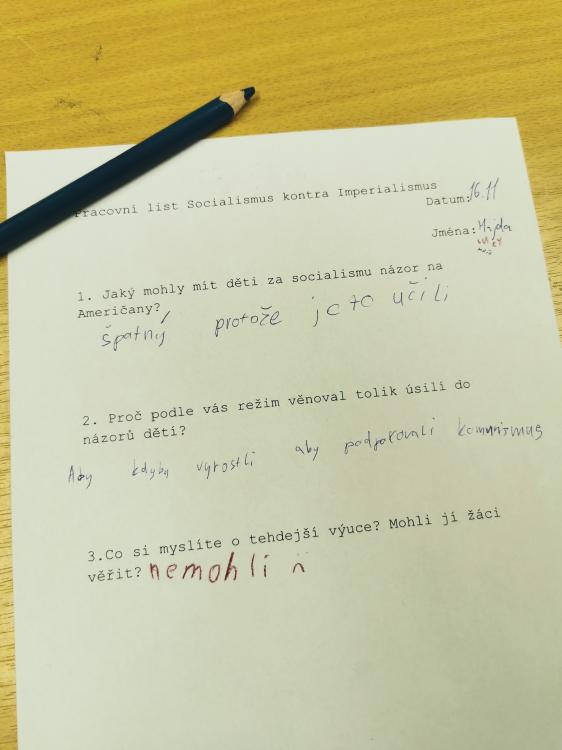 Pracovní list Socialismus kontra Imperialismus
Datum: 16.11
Jména: Majda
1. Jaký mohly mít děti za socialismu názor na
Američany?
špatný protože je to učili
2. Proč podle vás režim věnoval tolik úsilí do
názorů dětí?
Aby kdyby vyrostli aby podporovali komunismus
3.Co si myslíte o tehdejší výuce? Mohli jí žáci
věřit? nemohli